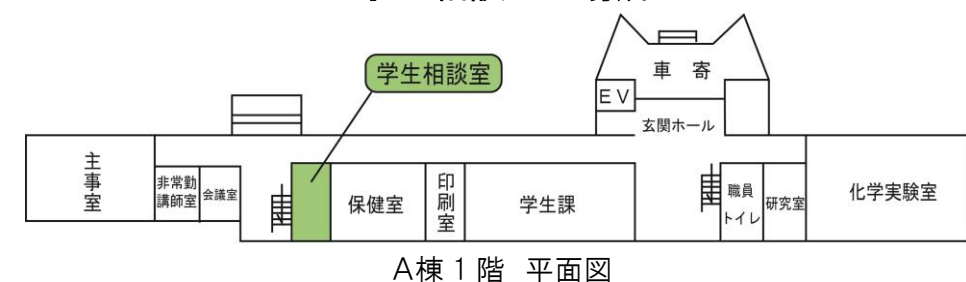 学生相談室
車 寄
EV
玄関ホール
主事室
非常勤
講師室
会議室
保健室
印刷室
学生課
職員
トイレ
研究室
化学実験室
A棟1階 平面図